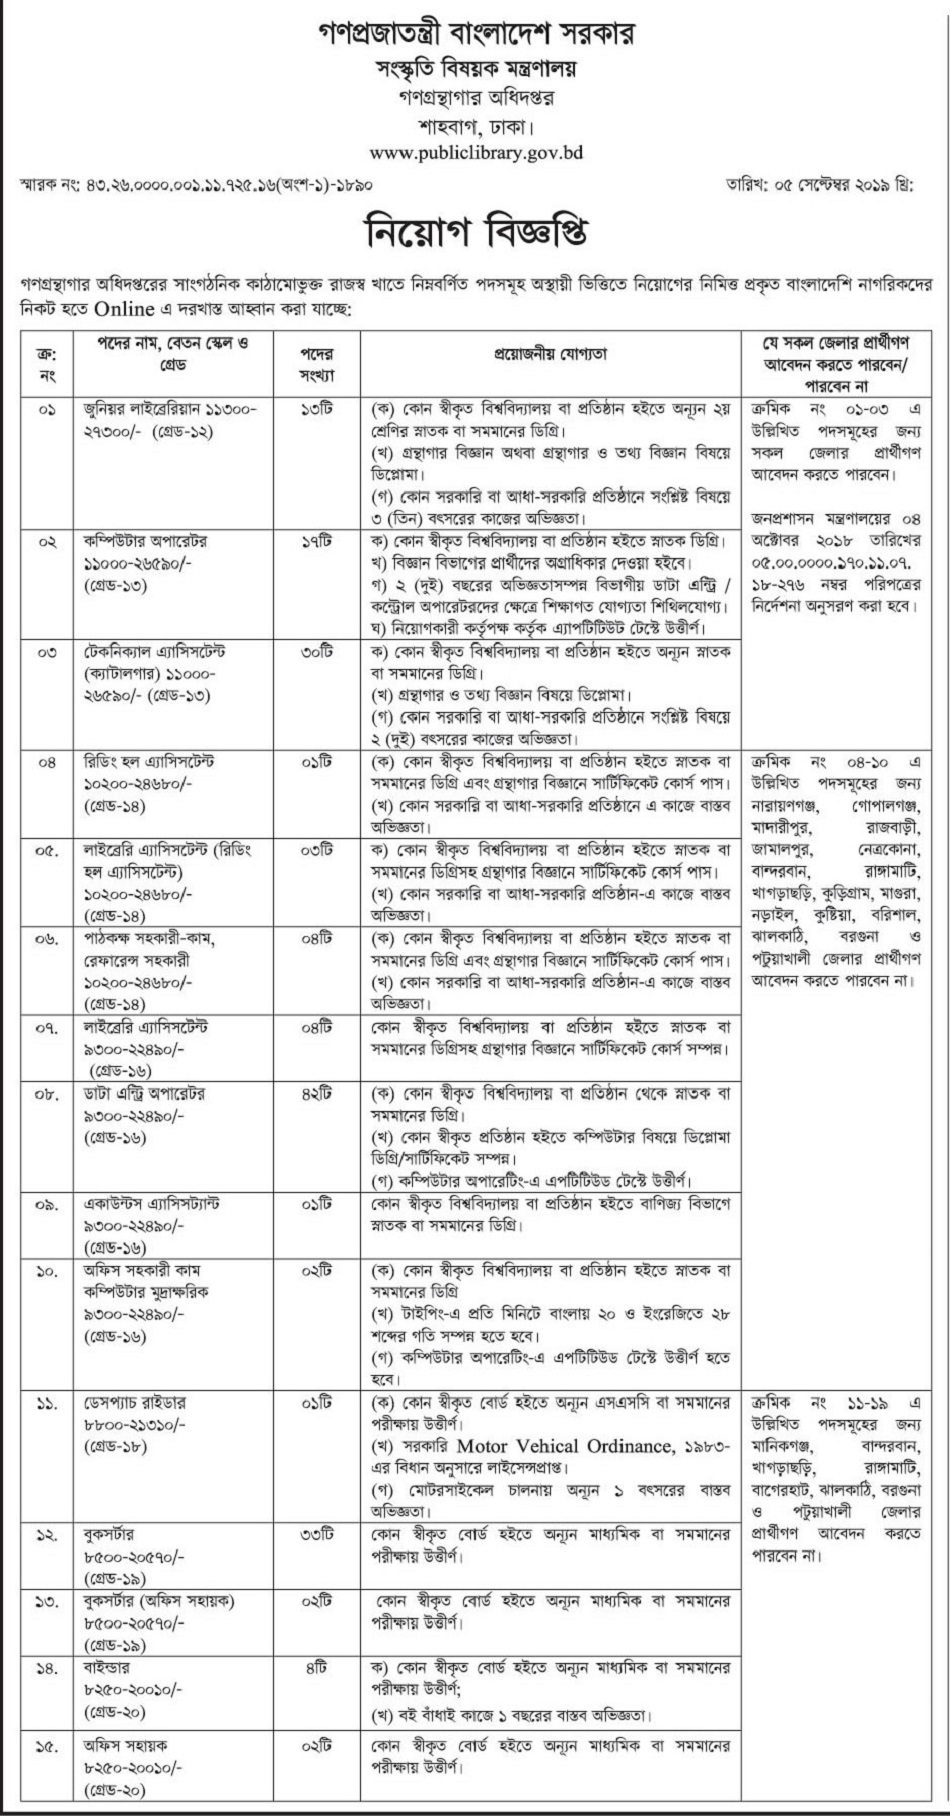 গণপ্রজাতন্ত্রী বাংলাদেশ সরকার
সংস্কৃতি বিষয়ক মন্ত্রণালয়
গণগ্রন্থাগার অধিদপ্তর
শাহবাগ, ঢাকা।
www.publiclibrary.gov.bd
স্মারক নং: ৪৩.২৬.০০০০.০০১.১১.৭২৫.১৬(অংশ-১)-১৮৯০
তারিখ: ০৫ সেপ্টেম্বর ২০১৯ খ্রি:
নিয়োগ বিজ্ঞপ্তি
গণগ্রন্থাগার অধিদপ্তরের সাংগঠনিক কাঠামোভুক্ত রাজস্ব খাতে নিম্নবর্ণিত পদসমূহ অস্থায়ী ভিত্তিতে নিয়োগের নিমিত্ত প্রকৃত বাংলাদেশি নাগরিকদের
নিকট হতে Online এ দরখাস্ত আহ্বান করা যাচ্ছে:
ক্র:
নং
পদের নাম, বেতন স্কেল ও
গ্রেড
পদের
সংখ্যা
প্রয়োজনীয় যোগ্যতা
যে সকল জেলার প্রার্থীগণ
আবেদন করতে পারবেন/
পারবেন না
০১
জুনিয়র লাইব্রেরিয়ান ১১৩০০-
২৭৩০০/- (গ্রেড-১২)
১৩টি
(ক) কোন স্বীকৃত বিশ্ববিদ্যালয় বা প্রতিষ্ঠান হইতে অন্যূন ২য়
শ্রেণির স্নাতক বা সমমানের ডিগ্রি।
(খ) গ্রন্থাগার বিজ্ঞান অথবা গ্রন্থাগার ও তথ্য বিজ্ঞান বিষয়ে
ডিপ্লোমা।
(গ) কোন সরকারি বা আধা-সরকারি প্রতিষ্ঠানে সংশ্লিষ্ট বিষয়ে
৩ (তিন) বৎসরের কাজের অভিজ্ঞতা।
ক্রমিক নং ০১-০৩ এ
উল্লিখিত পদসমূহের জন্য
সকল জেলার প্রার্থীগণ
আবেদন করতে পারবেন।
জনপ্রশাসন মন্ত্রণালয়ের ০৪
অক্টোবর ২০১৮ তারিখের
০৫.০০.০০০০.১৭০.১১.০৭.
১৮-২৭৬ নম্বর পরিপত্রের
নির্দেশনা অনুসরণ করা হবে।
০২
কম্পিউটার অপারেটর
১১০০০-২৬৫৯০/-
(গ্রেড-১৩)
১৭টি
ক) কোন স্বীকৃত বিশ্ববিদ্যালয় বা প্রতিষ্ঠান হইতে স্নাতক ডিগ্রি।
খ) বিজ্ঞান বিভাগের প্রার্থীদের অগ্রাধিকার দেওয়া হইবে।
গ) ২ (দুই) বছরের অভিজ্ঞতাসম্পন্ন বিভাগীয় ডাটা এন্ট্রি /
কন্ট্রোল অপারেটরদের ক্ষেত্রে শিক্ষাগত যোগ্যতা শিথিলযোগ্য।
ঘ) নিয়োগকারী কর্তৃপক্ষ কর্তৃক এ্যাপটিটিউট টেস্টে উত্তীর্ণ।
০৩
টেকনিক্যাল এ্যাসিসটেন্ট
(ক্যাটালগার) ১১০০০-
২৬৫৯০/- (গ্রেড-১৩)
৩০টি
ক) কোন স্বীকৃত বিশ্ববিদ্যালয় বা প্রতিষ্ঠান হইতে অন্যূন স্নাতক
বা সমমানের ডিগ্রি।
(খ) গ্রন্থাগার ও তথ্য বিজ্ঞান বিষয়ে ডিপ্লোমা।
(গ) কোন সরকারি বা আধা-সরকারি প্রতিষ্ঠানে সংশ্লিষ্ট বিষয়ে
২ (দুই) বৎসরের কাজের অভিজ্ঞতা।
০৪
রিডিং হল এ্যাসিসটেন্ট
১০২০০-২৪৬৮০/-
(গ্রেড-১৪)
০১টি
(ক) কোন স্বীকৃত বিশ্ববিদ্যালয় বা প্রতিষ্ঠান হইতে স্নাতক বা
সমমানের ডিগ্রি এবং গ্রন্থাগার বিজ্ঞানে সার্টিফিকেট কোর্স পাস।
(খ) কোন সরকারি বা আধা-সরকারি প্রতিষ্ঠানে এ কাজে বাস্তব
অভিজ্ঞতা।
ক্রমিক নং ০৪-১০ এ
উল্লিখিত পদসমূহের জন্য
নারায়ণগঞ্জ, গোপালগঞ্জ,
মাদারীপুর, রাজবাড়ী,
জামালপুর, নেত্রকোনা,
বান্দরবান, রাঙ্গামাটি,
খাগড়াছড়ি, কুড়িগ্রাম, মাগুরা,
নড়াইল, কুষ্টিয়া, বরিশাল,
ঝালকাঠি, বরগুনা ও
পটুয়াখালী জেলার প্রার্থীগণ
আবেদন করতে পারবেন না।
০৫.
লাইব্রেরি এ্যাসিসটেন্ট (রিডিং
হল এ্যাসিসটেন্ট)
১০২০০-২৪৬৮০/-
(গ্রেড-১৪)
০৩টি
ক) কোন স্বীকৃত বিশ্ববিদ্যালয় বা প্রতিষ্ঠান হইতে স্নাতক বা
সমমানের ডিগ্রিসহ গ্রন্থাগার বিজ্ঞানে সার্টিফিকেট কোর্স পাস।
(খ) কোন সরকারি বা আধা-সরকারি প্রতিষ্ঠান-এ কাজে বাস্তব
অভিজ্ঞতা।
০৬.
পাঠকক্ষ সহকারী-কাম,
রেফারেন্স সহকারী
১০২০০-২৪৬৮০/-
(গ্রেড-১৪)
০৪টি
(ক) কোন স্বীকৃত বিশ্ববিদ্যালয় বা প্রতিষ্ঠান হইতে স্নাতক বা
সমমানের ডিগ্রি এবং গ্রন্থাগার বিজ্ঞানে সার্টিফিকেট কোর্স পাস।
(খ) কোন সরকারি বা আধা-সরকারি প্রতিষ্ঠান-এ কাজে বাস্তব
অভিজ্ঞতা।
০৭.
লাইব্রেরি এ্যাসিসটেন্ট
৯৩০০-২২৪৯০/-
(গ্রেড-১৬)
০৪টি
কোন স্বীকৃত বিশ্ববিদ্যালয় বা প্রতিষ্ঠান হইতে স্নাতক বা
সমমানের ডিগ্রিসহ গ্রন্থাগার বিজ্ঞানে সার্টিফিকেট কোর্স সম্পন্ন।
০৮.
ডাটা এন্ট্রি অপারেটর
৯৩০০-২২৪৯০/-
(গ্রেড-১৬)
৪২টি
(ক) কোন স্বীকৃত বিশ্ববিদ্যালয় বা প্রতিষ্ঠান থেকে স্নাতক বা
সমমানের ডিগ্রি।
(খ) কোন স্বীকৃত প্রতিষ্ঠান হইতে কম্পিউটার বিষয়ে ডিপ্লোমা
ডিগ্রি/সার্টিফিকেট সম্পন্ন।
(গ) কম্পিউটার অপারেটিং-এ এপটিটিউড টেস্টে উত্তীর্ণ।
০৯.
একাউন্টস এ্যাসিসট্যান্ট
৯৩০০-২২৪৯০/-
(গ্রেড-১৬)
০১টি
কোন স্বীকৃত বিশ্ববিদ্যালয় বা প্রতিষ্ঠান হইতে বাণিজ্য বিভাগে
স্নাতক বা সমমানের ডিগ্রি।
১০.
অফিস সহকারী কাম
কম্পিউটার মুদ্রাক্ষরিক
৯৩০০-২২৪৯০/-
(গ্রেড-১৬)
০২টি
(ক) কোন স্বীকৃত বিশ্ববিদ্যালয় বা প্রতিষ্ঠান হইতে স্নাতক বা
সমমানের ডিগ্রি
(খ) টাইপিং-এ প্রতি মিনিটে বাংলায় ২০ ও ইংরেজিতে ২৮
শব্দের গতি সম্পন্ন হতে হবে।
(গ) কম্পিউটার অপারেটিং-এ এপটিটিউড টেস্টে উত্তীর্ণ হতে
হবে।
১১.
ডেসপ্যাচ রাইডার
৮৮০০-২১৩১০/-
(গ্রেড-১৮)
০১টি
(ক) কোন স্বীকৃত বোর্ড হইতে অন্যূন এসএসসি বা সমমানের
পরীক্ষায় উত্তীর্ণ।
(খ) সরকারি Motor Vehical Ordinance, ১৯৮৩-
এর বিধান অনুসারে লাইসেন্সপ্রাপ্ত।
(গ) মোটরসাইকেল চালনায় অন্যূন ১ বৎসরের বাস্তব
অভিজ্ঞতা।
ক্রমিক নং ১১-১৯ এ
উল্লিখিত পদসমূহের জন্য
মানিকগঞ্জ, বান্দরবান,
খাগড়াছড়ি, রাঙ্গামাটি,
বাগেরহাট, ঝালকাঠি, বরগুনা
ও পটুয়াখালী জেলার
প্রার্থীগণ আবেদন করতে
পারবেন না।
১২.
বুকসর্টার
৮৫০০-২০৫৭০/-
(গ্রেড-১৯)
৩৩টি
কোন স্বীকৃত বোর্ড হইতে অন্যূন মাধ্যমিক বা সমমানের
পরীক্ষায় উত্তীর্ণ।
১৩.
বুকসর্টার (অফিস সহায়ক)
৮৫০০-২০৫৭০/-
(গ্রেড-১৯)
০২টি
কোন স্বীকৃত বোর্ড হইতে অন্যূন মাধ্যমিক বা সমমানের
পরীক্ষায় উত্তীর্ণ।
১৪.
বাইন্ডার
৮২৫০-২০০১০/-
(গ্রেড-২০)
৪টি
ক) কোন স্বীকৃত বোর্ড হইতে অন্যূন মাধ্যমিক বা সমমানের
পরীক্ষায় উত্তীর্ণ;
(খ) বই বাঁধাই কাজে ১ বছরের বাস্তব অভিজ্ঞতা।
১৫.
অফিস সহায়ক
৮২৫০-২০০১০/-
(গ্রেড-২০)
০২টি
কোন স্বীকৃত বোর্ড হইতে অন্যূন মাধ্যমিক বা সমমানের
পরীক্ষায় উত্তীর্ণ।